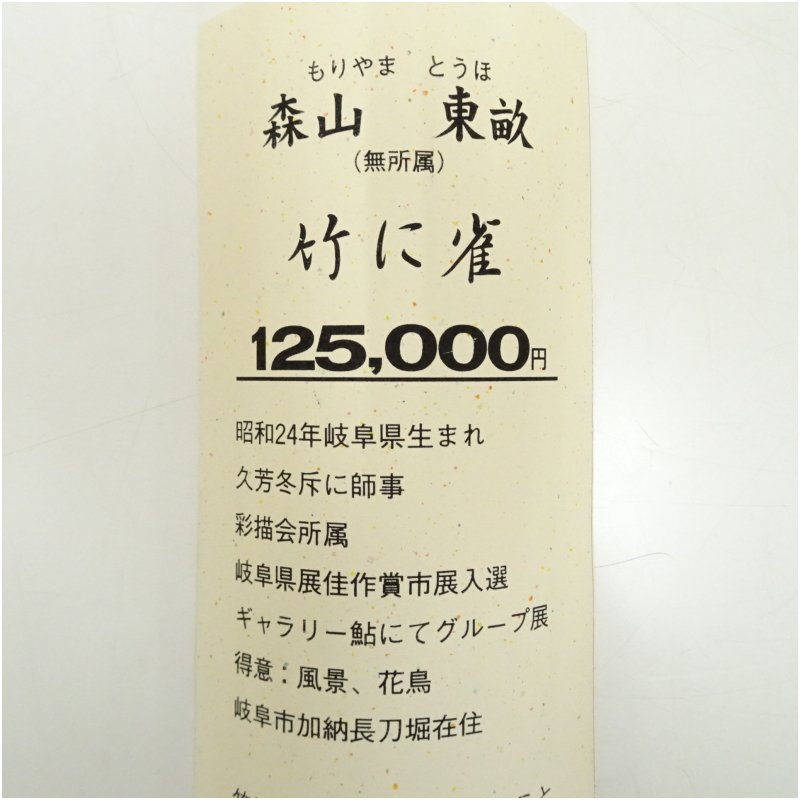 もりやま とうほ
森山 東畝
(無所属)
竹に雀
125,000円
昭和24年岐阜県生まれ
久芳冬斥に師事
彩描会所属
岐阜県展佳作賞市展入選
ギャラリー鮎にてグループ展
得意：風景、花鳥
岐阜市加納長刀堀在住